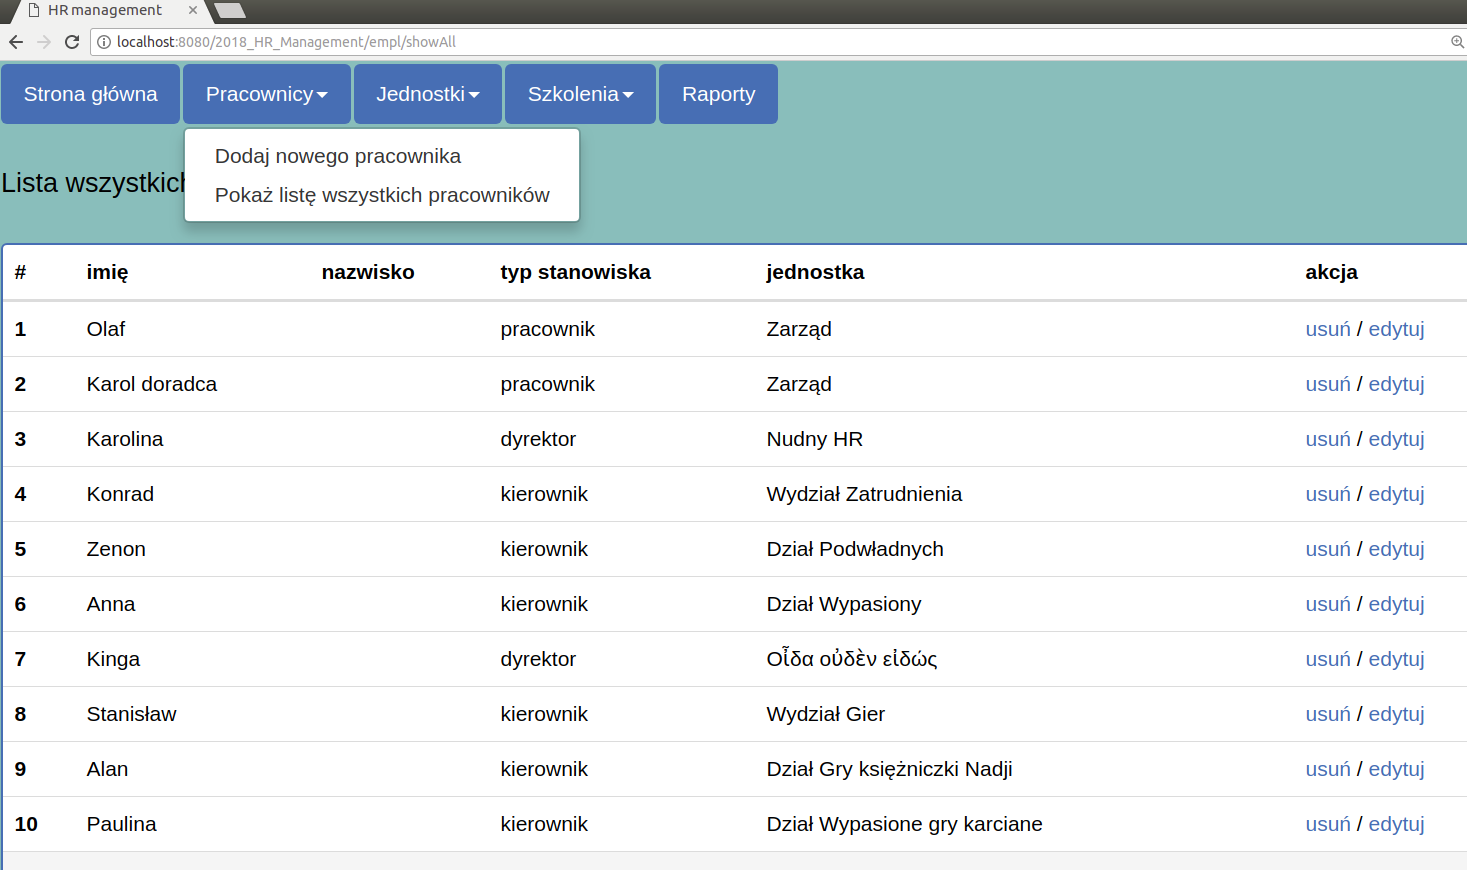 HR management
localhost:8080/2018_HR_Management/empl/showAll
Strona główna Pracownicy Jednostki Szkolenia Raporty
Dodaj nowego pracownika
Lista wszystkich
Pokaż listę wszystkich pracowników
# imię nazwisko typ stanowiska jednostka akcja
1 Olaf pracownik Zarząd usuń / edytuj
2 Karol doradca pracownik Zarząd usuń / edytuj
3 Karolina dyrektor Nudny HR usuń / edytuj
4 Konrad kierownik Wydział Zatrudnienia usuń / edytuj
5 Zenon kierownik Dział Podwładnych usuń / edytuj
6 Anna kierownik Dział Wypasiony usuń / edytuj
7 Kinga dyrektor Οἶδα οὐδὲν εἰδώς usuń / edytuj
8 Stanisław kierownik Wydział Gier usuń / edytuj
9 Alan kierownik Dział Gry księżniczki Nadji usuń / edytuj
10 Paulina kierownik Dział Wypasione gry karciane usuń / edytuj